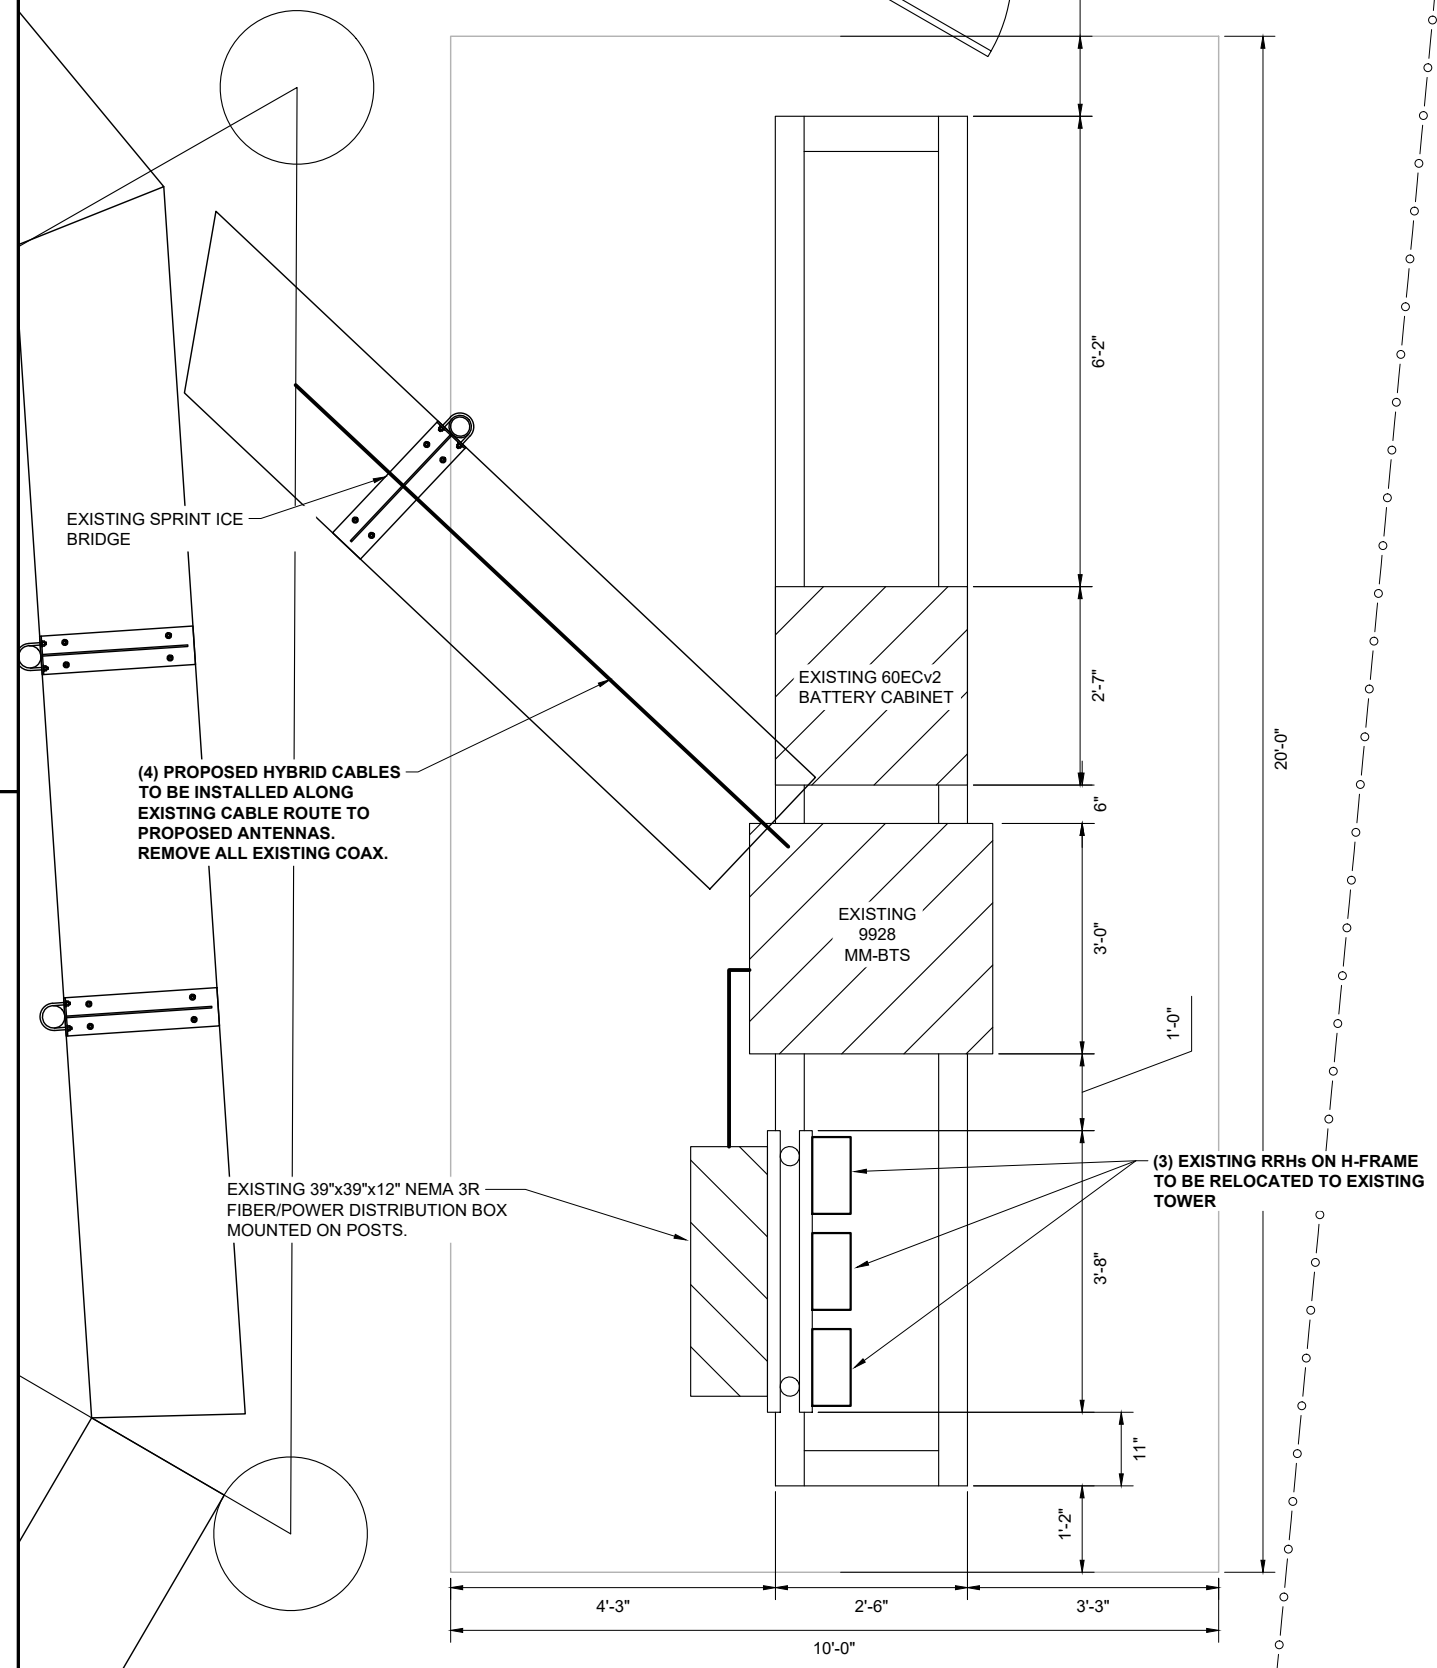 6'-2"
EXISTING SPRINT ICE
BRIDGE
EXISTING 60ECv2
BATTERY CABINET
2'-7"
20'-0"
(4) PROPOSED HYBRID CABLES
TO BE INSTALLED ALONG
EXISTING CABLE ROUTE TO
PROPOSED ANTENNAS.
REMOVE ALL EXISTING COAX.
6"
EXISTING
9928
MM-BTS
3'-0"
1'-0"
(3) EXISTING RRHs ON H-FRAME
TO BE RELOCATED TO EXISTING
TOWER
EXISTING 39"x39"x12" NEMA 3R
FIBER/POWER DISTRIBUTION BOX
MOUNTED ON POSTS.
3'-8"
11"
1'-2"
4'-3"
2'-6"
3'-3"
10'-0"